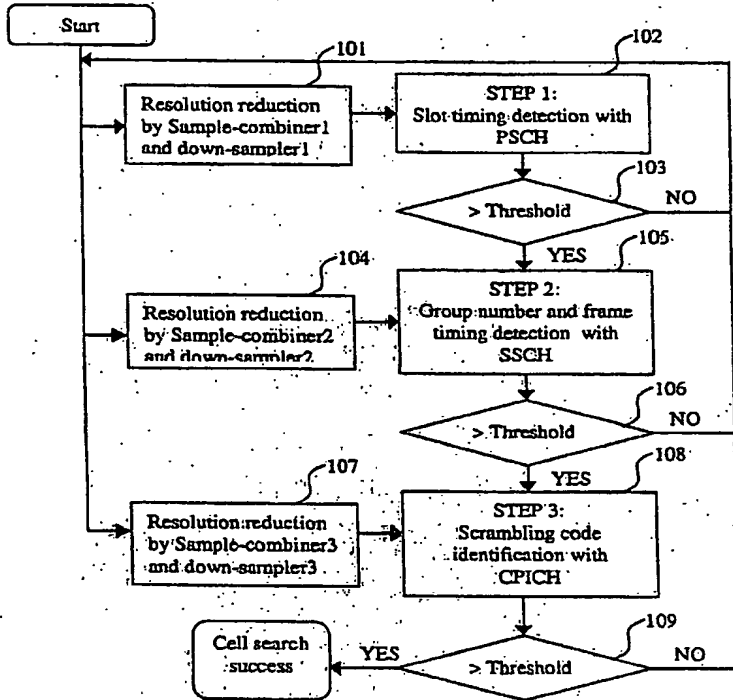 Start
101
Resolution reduction
by Sample-combiner1
and down-sampler1
102
STEP 1:
Slot timing detection with
PSCH
103
> Threshold
NO
YES
104
Resolution reduction
by Sample-combiner2
and down-sampler2
105
STEP 2:
Group number and frame
timing detection with
SSCH
106
> Threshold
NO
YES
107
Resolution reduction
by Sample-combiner3
and down-sampler3
108
STEP 3:
Scrambling code
identification with
CPICH
109
> Threshold
NO
YES
Cell search
success